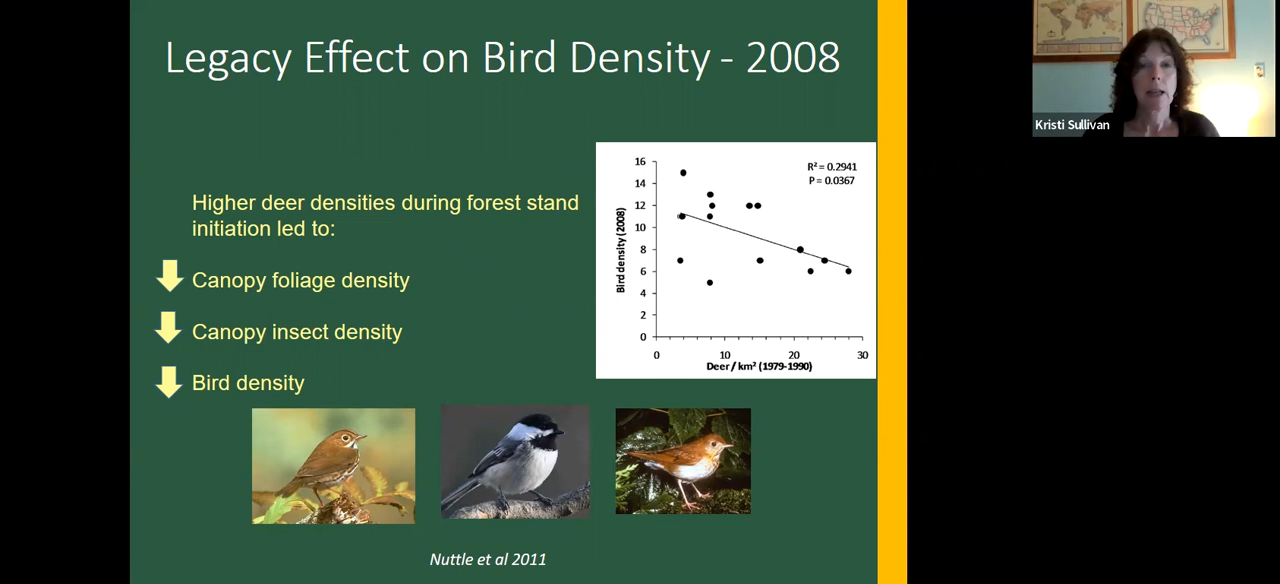 Legacy Effect on Bird Density - 2008
Kristi Sullivan
Higher deer densities during forest stand
initiation led to:
Canopy foliage density
Canopy insect density
Bird density
R² = 0.2941
P = 0.0367
Bird density (2008)
16
14
12
10
8
6
4
2
0
0 10 20 30
Deer / km² (1979-1990)
Nuttle et al 2011